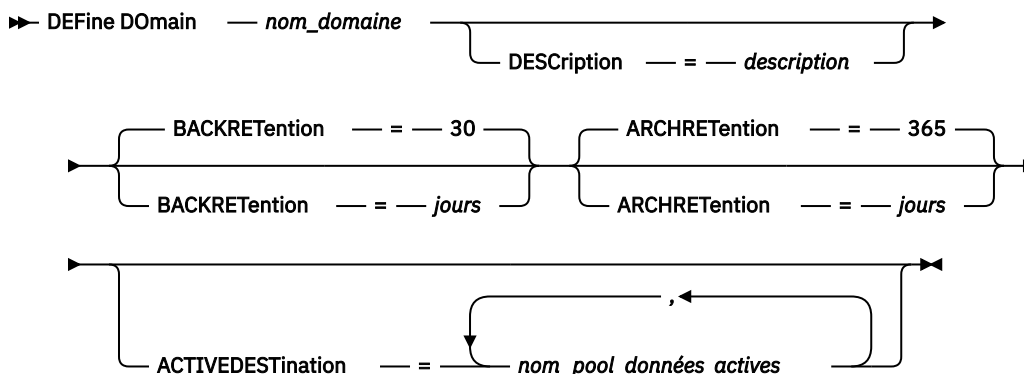 DEFine DOmain nom_domaine
DESCription = description
BACKRETention = 30 ARCHRETention = 365
BACKRETention = jours ARCHRETention = jours
,
ACTIVEDESTination = nom_pool_données_actives